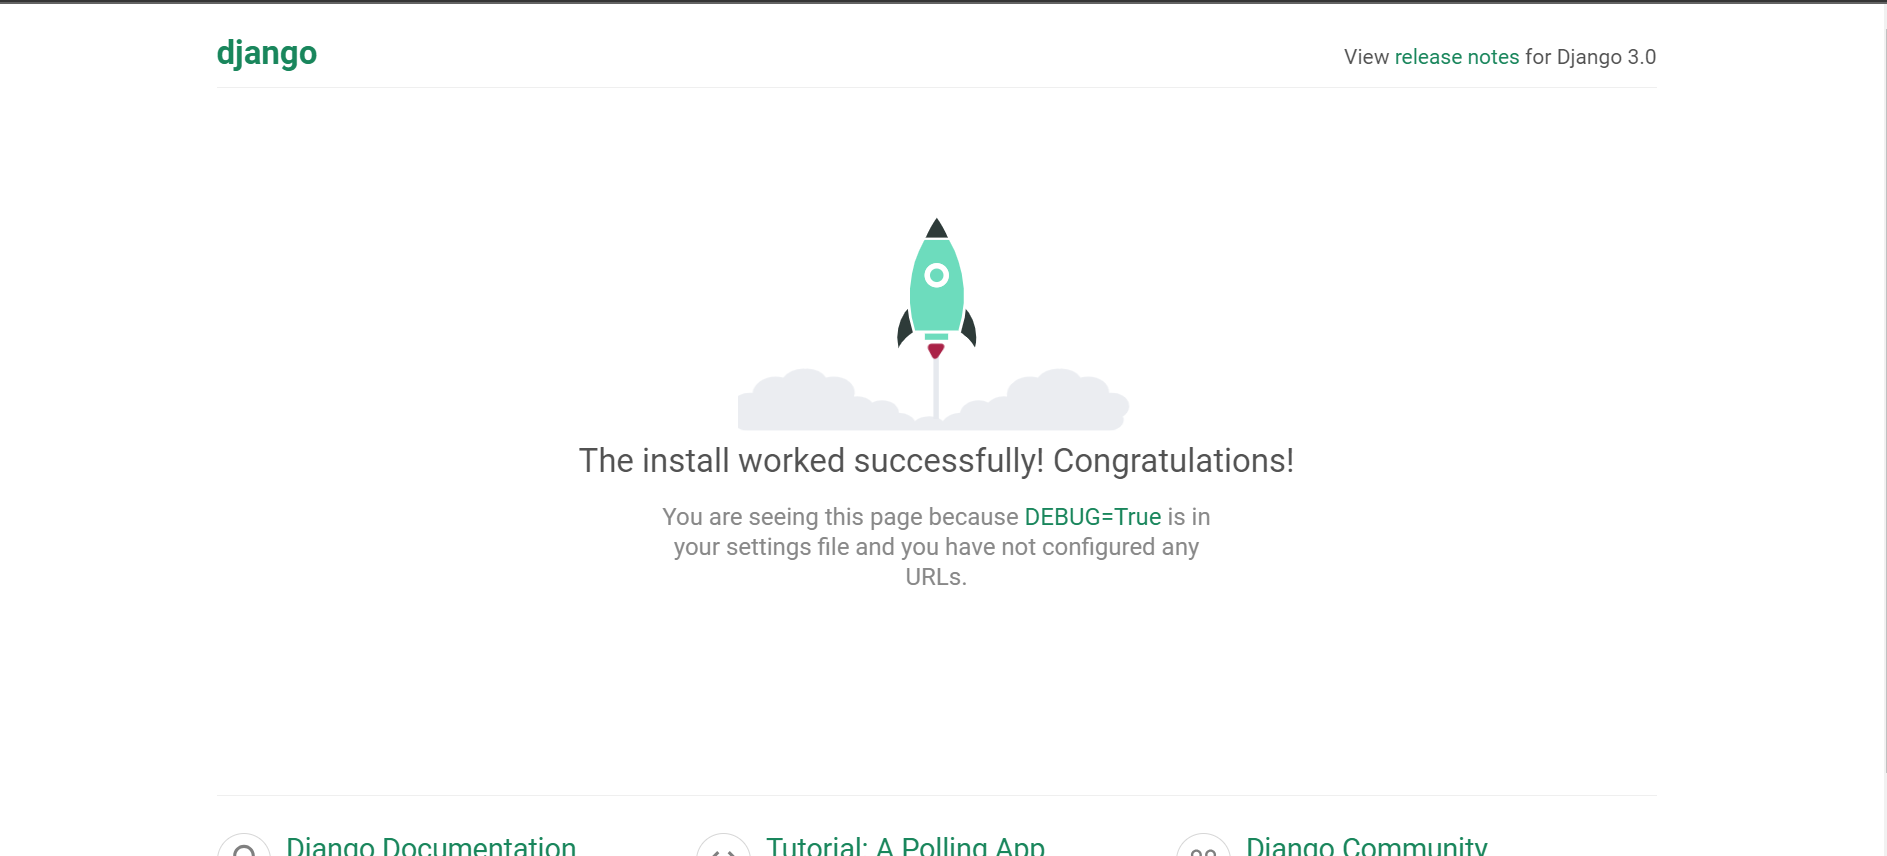 django
View release notes for Django 3.0
The install worked successfully! Congratulations!
You are seeing this page because DEBUG=True is in
your settings file and you have not configured any
URLs.
Django Documentation
Tutorial: A Polling App
Django Community